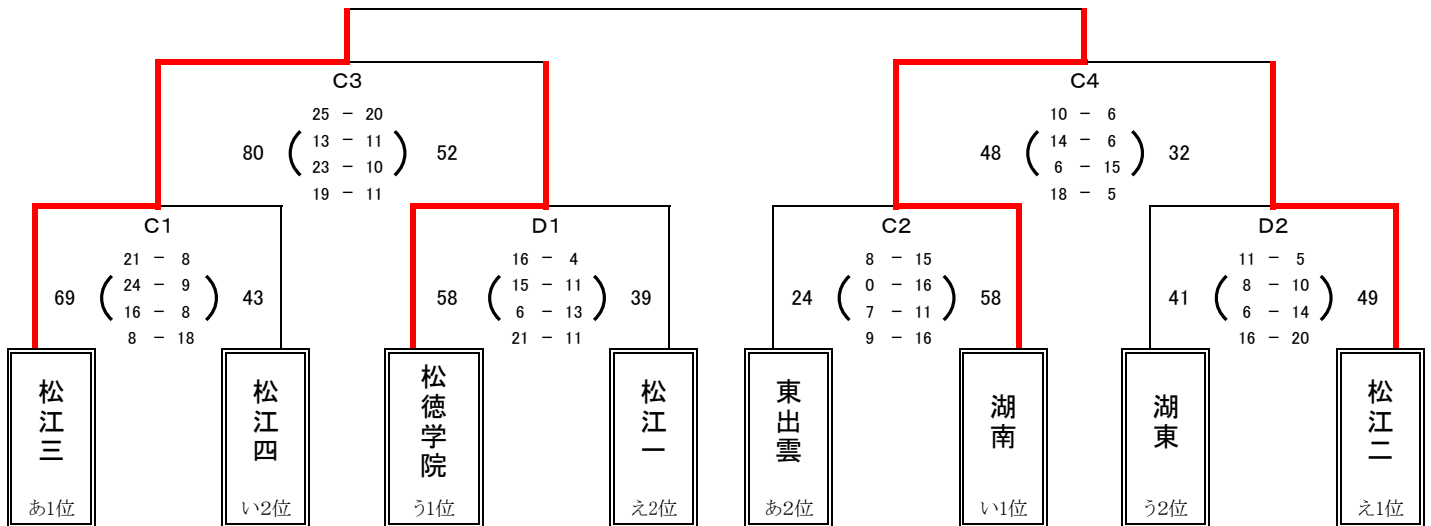 C3
C4
25 - 20
13 - 11
23 - 10
19 - 11
80 ( ) 52
10 - 6
14 - 6
6 - 15
18 - 5
48 ( ) 32
C1
D1
C2
D2
21 - 8
24 - 9
16 - 8
8 - 18
69 ( ) 43
16 - 4
15 - 11
6 - 13
21 - 11
58 ( ) 39
8 - 15
0 - 16
7 - 11
9 - 16
24 ( ) 58
11 - 5
8 - 10
6 - 14
16 - 20
41 ( ) 49
松江三
あ1位
松江四
い2位
松徳学院
う1位
松江一
え2位
東出雲
あ2位
湖南
い1位
湖東
う2位
松江二
え1位